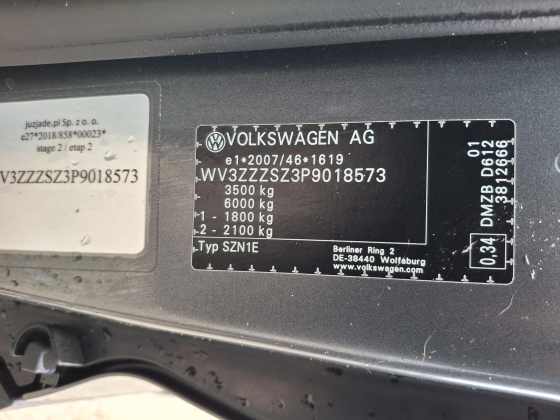 juzjade.pl Sp. z o. o.
e27*2018/858*00023*
stage 2 / etap 2
V3ZZZSZ3P9018573
VOLKSWAGEN AG
e1*2007/46*1619
WV3ZZZSZ3P9018573
3500 kg
6000 kg
1 - 1800 kg
2 - 2100 kg
Typ SZN1E
Berliner Ring 2
DE-38440 Wolfsburg
www.volkswagen.com
0,34 DMZB D612 01
3812666